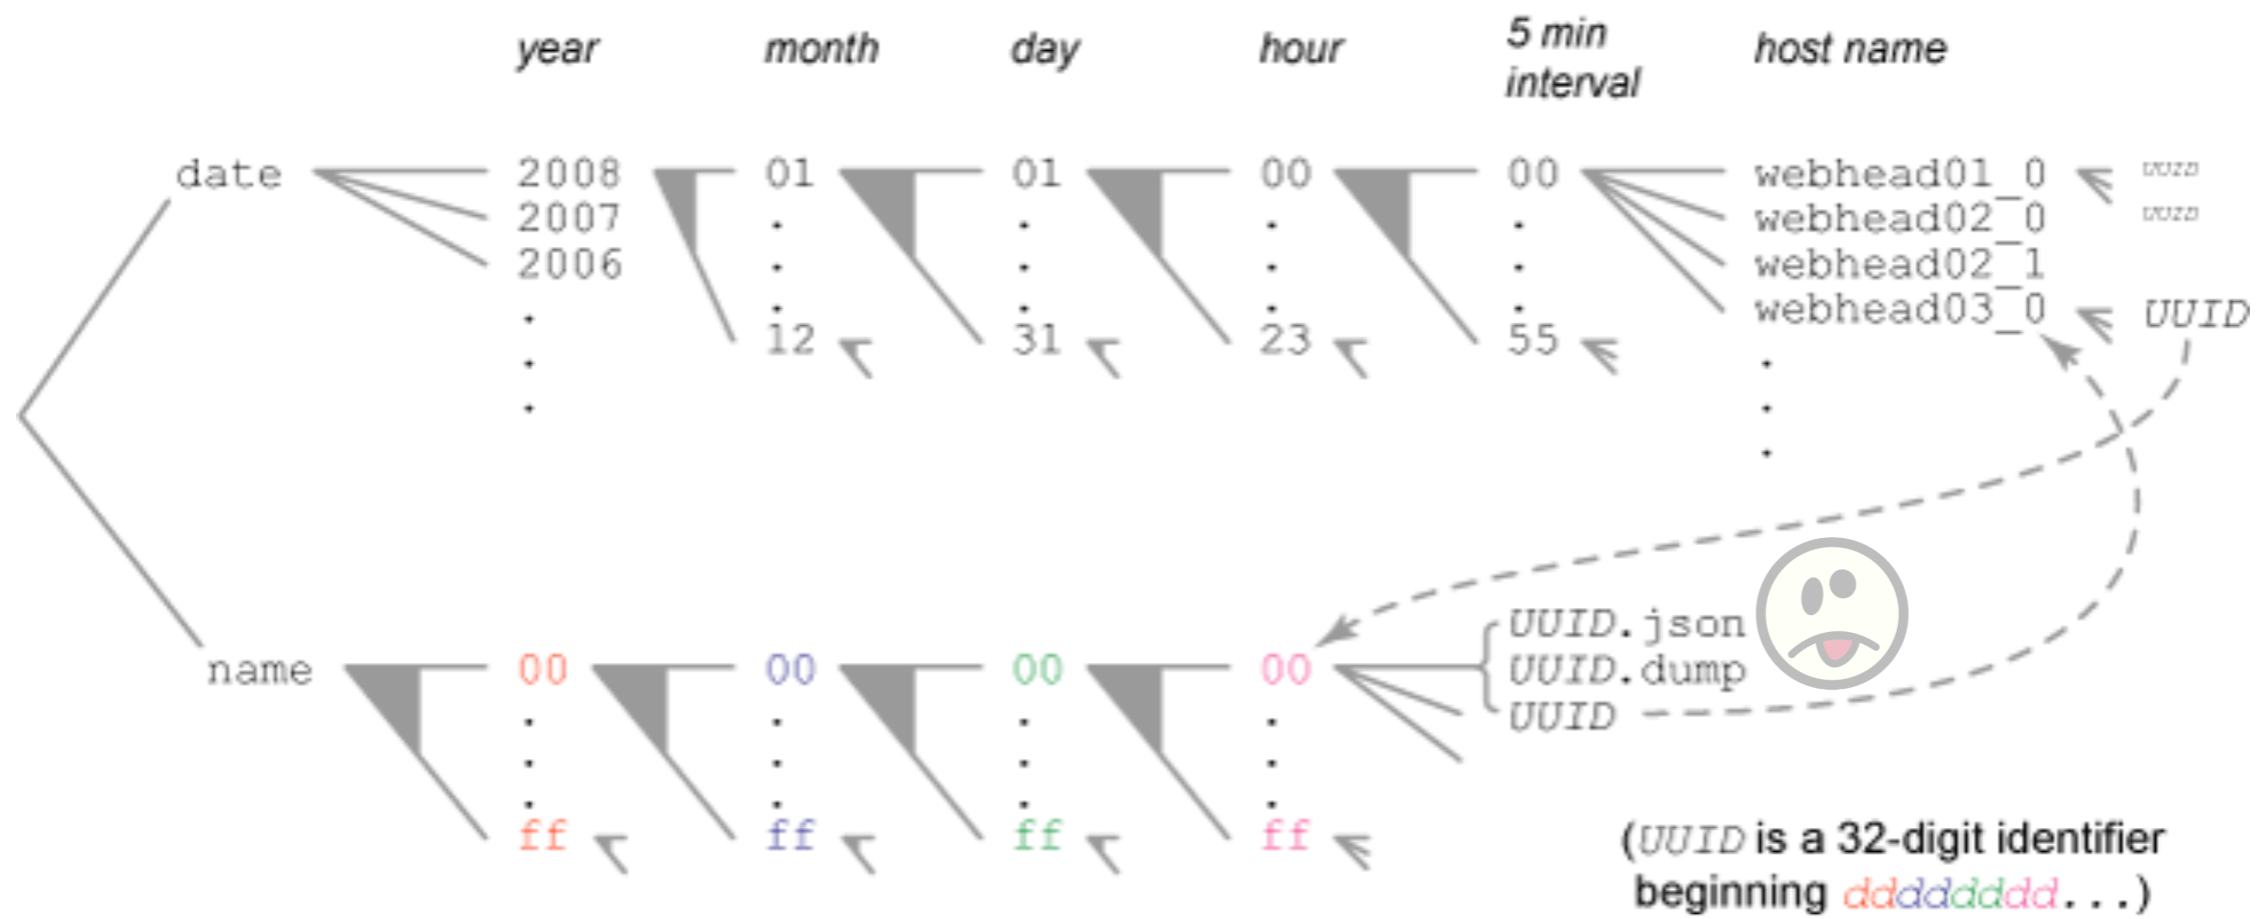 year month day hour 5 min interval host name
date 2008 01 01 00 00 webhead01_0 UUID
2007 webhead02_0 UUID
2006 webhead02_1
webhead03_0 UUID
12 31 23 55
UUID.json
name 00 00 00 00 UUID.dump
UUID
ff ff ff ff
(UUID is a 32-digit identifier
beginning dddddddd...)